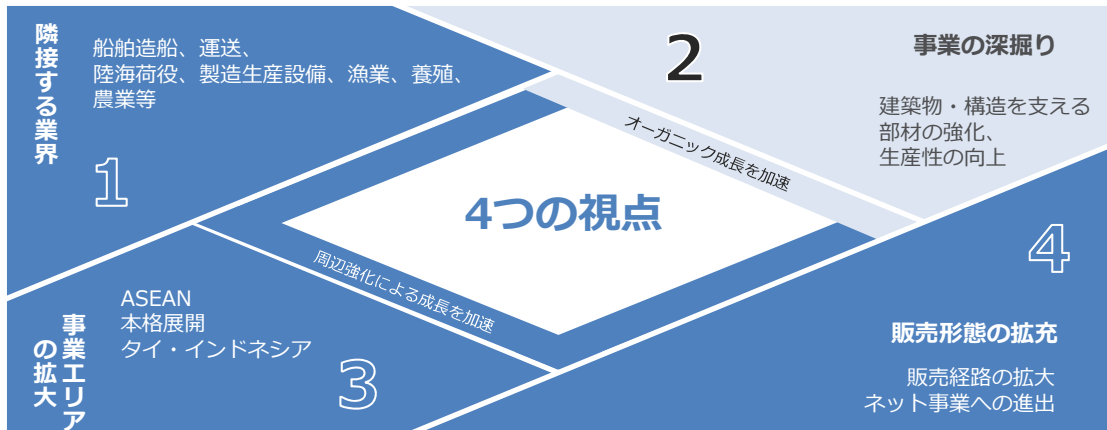 隣接する業界
船舶造船、運送、
陸海荷役、製造生産設備、漁業、養殖、
農業等
1
2
事業の深掘り
建築物・構造を支える
部材の強化、
生産性の向上
オーガニック成長を加速
4つの視点
周辺強化による成長を加速
事業エリア
の拡大
ASEAN
本格展開
タイ・インドネシア
3
4
販売形態の拡充
販売経路の拡大
ネット事業への進出